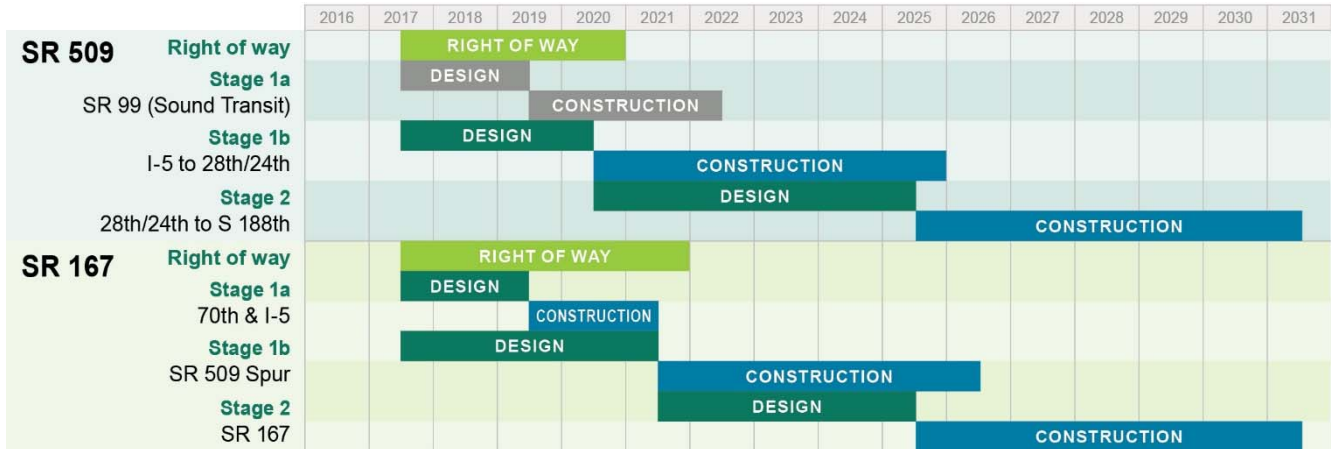 2016 2017 2018 2019 2020 2021 2022 2023 2024 2025 2026 2027 2028 2029 2030 2031
SR 509 Right of way RIGHT OF WAY
Stage 1a DESIGN
SR 99 (Sound Transit) CONSTRUCTION
Stage 1b DESIGN
I-5 to 28th/24th CONSTRUCTION
Stage 2 DESIGN
28th/24th to S 188th CONSTRUCTION
SR 167 Right of way RIGHT OF WAY
Stage 1a DESIGN
70th & I-5 CONSTRUCTION
Stage 1b DESIGN
SR 509 Spur CONSTRUCTION
Stage 2 DESIGN
SR 167 CONSTRUCTION